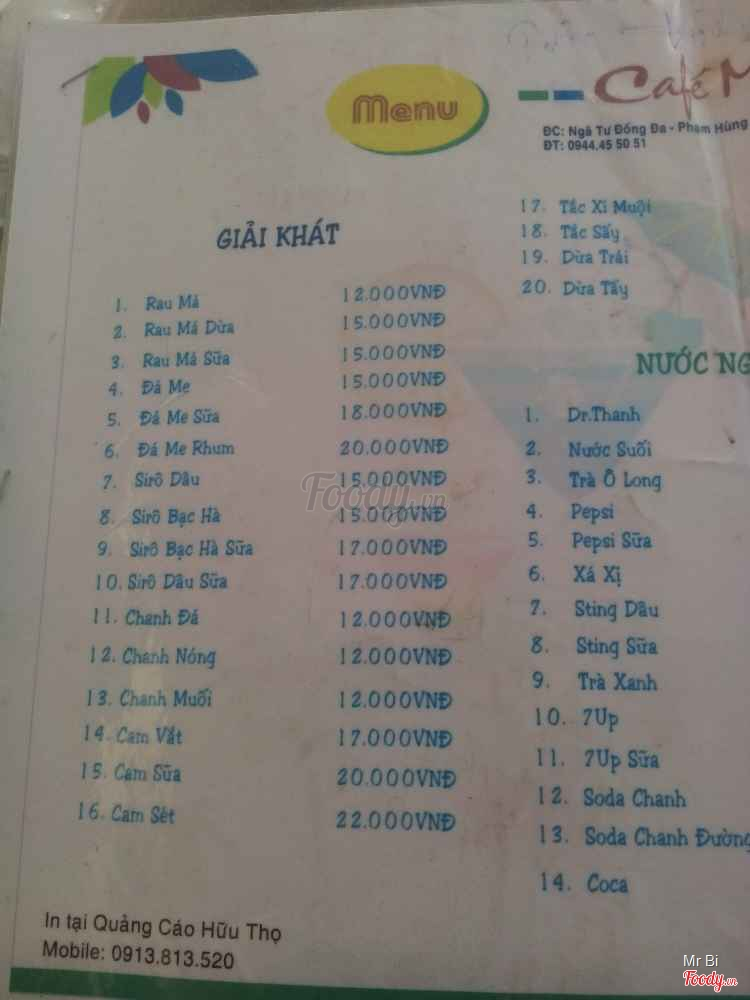 Menu
Café M
ĐC: Ngã Tư Đống Đa - Phạm Hùng
ĐT: 0944.45 50 51
GIẢI KHÁT
1. Rau Má 12.000VNĐ
2. Rau Má Dừa 15.000VNĐ
3. Rau Má Sữa 15.000VNĐ
4. Đá Me 15.000VNĐ
5. Đá Me Sữa 18.000VNĐ
6. Đá Me Rhum 20.000VNĐ
7. Sirô Dâu 15.000VNĐ
8. Sirô Bạc Hà 15.000VNĐ
9. Sirô Bạc Hà Sữa 17.000VNĐ
10. Sirô Dâu Sữa 17.000VNĐ
11. Chanh Đá 12.000VNĐ
12. Chanh Nóng 12.000VNĐ
13. Chanh Muối 12.000VNĐ
14. Cam Vắt 17.000VNĐ
15. Cam Sữa 20.000VNĐ
16. Cam Sét 22.000VNĐ
17. Tắc Xí Muội
18. Tắc Sấy
19. Dừa Trái
20. Dừa Tẩy
NƯỚC NG
1. Dr.Thanh
2. Nước Suối
3. Trà Ô Long
4. Pepsi
5. Pepsi Sữa
6. Xá Xị
7. Sting Dâu
8. Sting Sữa
9. Trà Xanh
10. 7Up
11. 7Up Sữa
12. Soda Chanh
13. Soda Chanh Đường
14. Coca
In tại Quảng Cáo Hữu Thọ
Mobile: 0913.813.520
Foody.vn
Mr Bi
Foody.vn